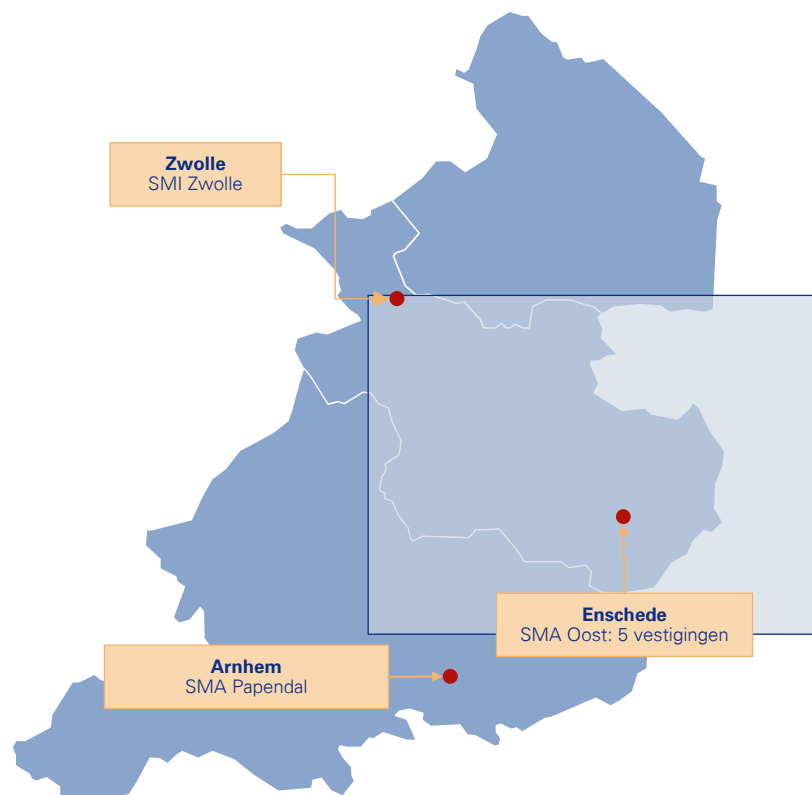 Zwolle
SMI Zwolle
Enschede
SMA Oost: 5 vestigingen
Arnhem
SMA Papendal